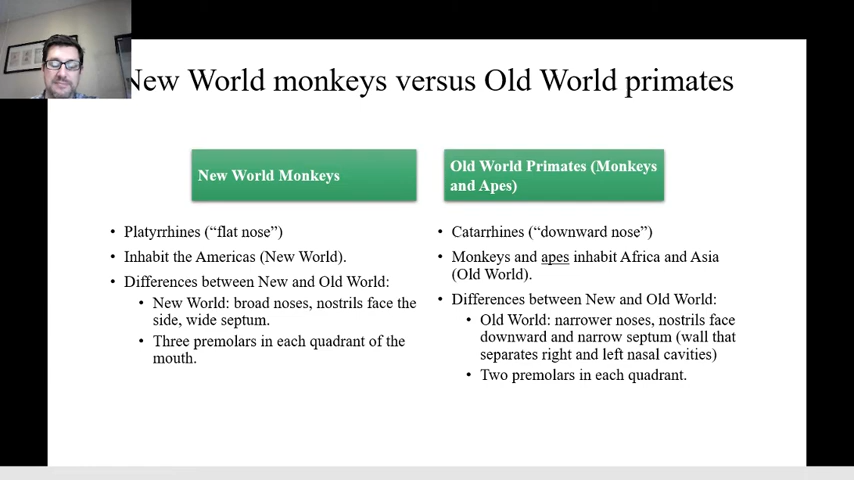 New World monkeys versus Old World primates
New World Monkeys
• Platyrrhines (“flat nose”)
• Inhabit the Americas (New World).
• Differences between New and Old World:
• New World: broad noses, nostrils face the
side, wide septum.
• Three premolars in each quadrant of the
mouth.
Old World Primates (Monkeys
and Apes)
• Catarrhines (“downward nose”)
• Monkeys and apes inhabit Africa and Asia
(Old World).
• Differences between New and Old World:
• Old World: narrower noses, nostrils face
downward and narrow septum (wall that
separates right and left nasal cavities)
• Two premolars in each quadrant.